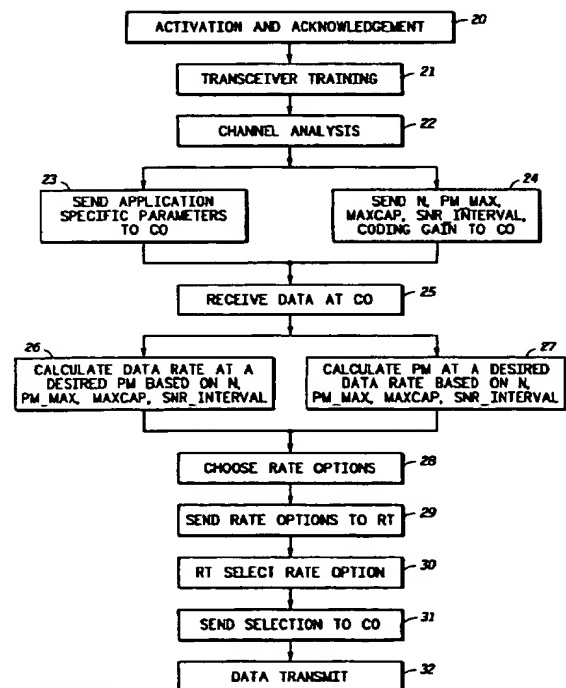 ACTIVATION AND ACKNOWLEDGEMENT
20
TRANSCEIVER TRAINING
21
CHANNEL ANALYSIS
22
23
SEND APPLICATION
SPECIFIC PARAMETERS
TO CO
24
SEND N, PM_MAX,
MAXCAP, SNR_INTERVAL,
CODING GAIN TO CO
RECEIVE DATA AT CO
25
26
CALCULATE DATA RATE AT A
DESIRED PM BASED ON N,
PM_MAX, MAXCAP, SNR_INTERVAL
27
CALCULATE PM AT A DESIRED
DATA RATE BASED ON N,
PM_MAX, MAXCAP, SNR_INTERVAL
CHOOSE RATE OPTIONS
28
SEND RATE OPTIONS TO RT
29
RT SELECT RATE OPTION
30
SEND SELECTION TO CO
31
DATA TRANSMIT
32